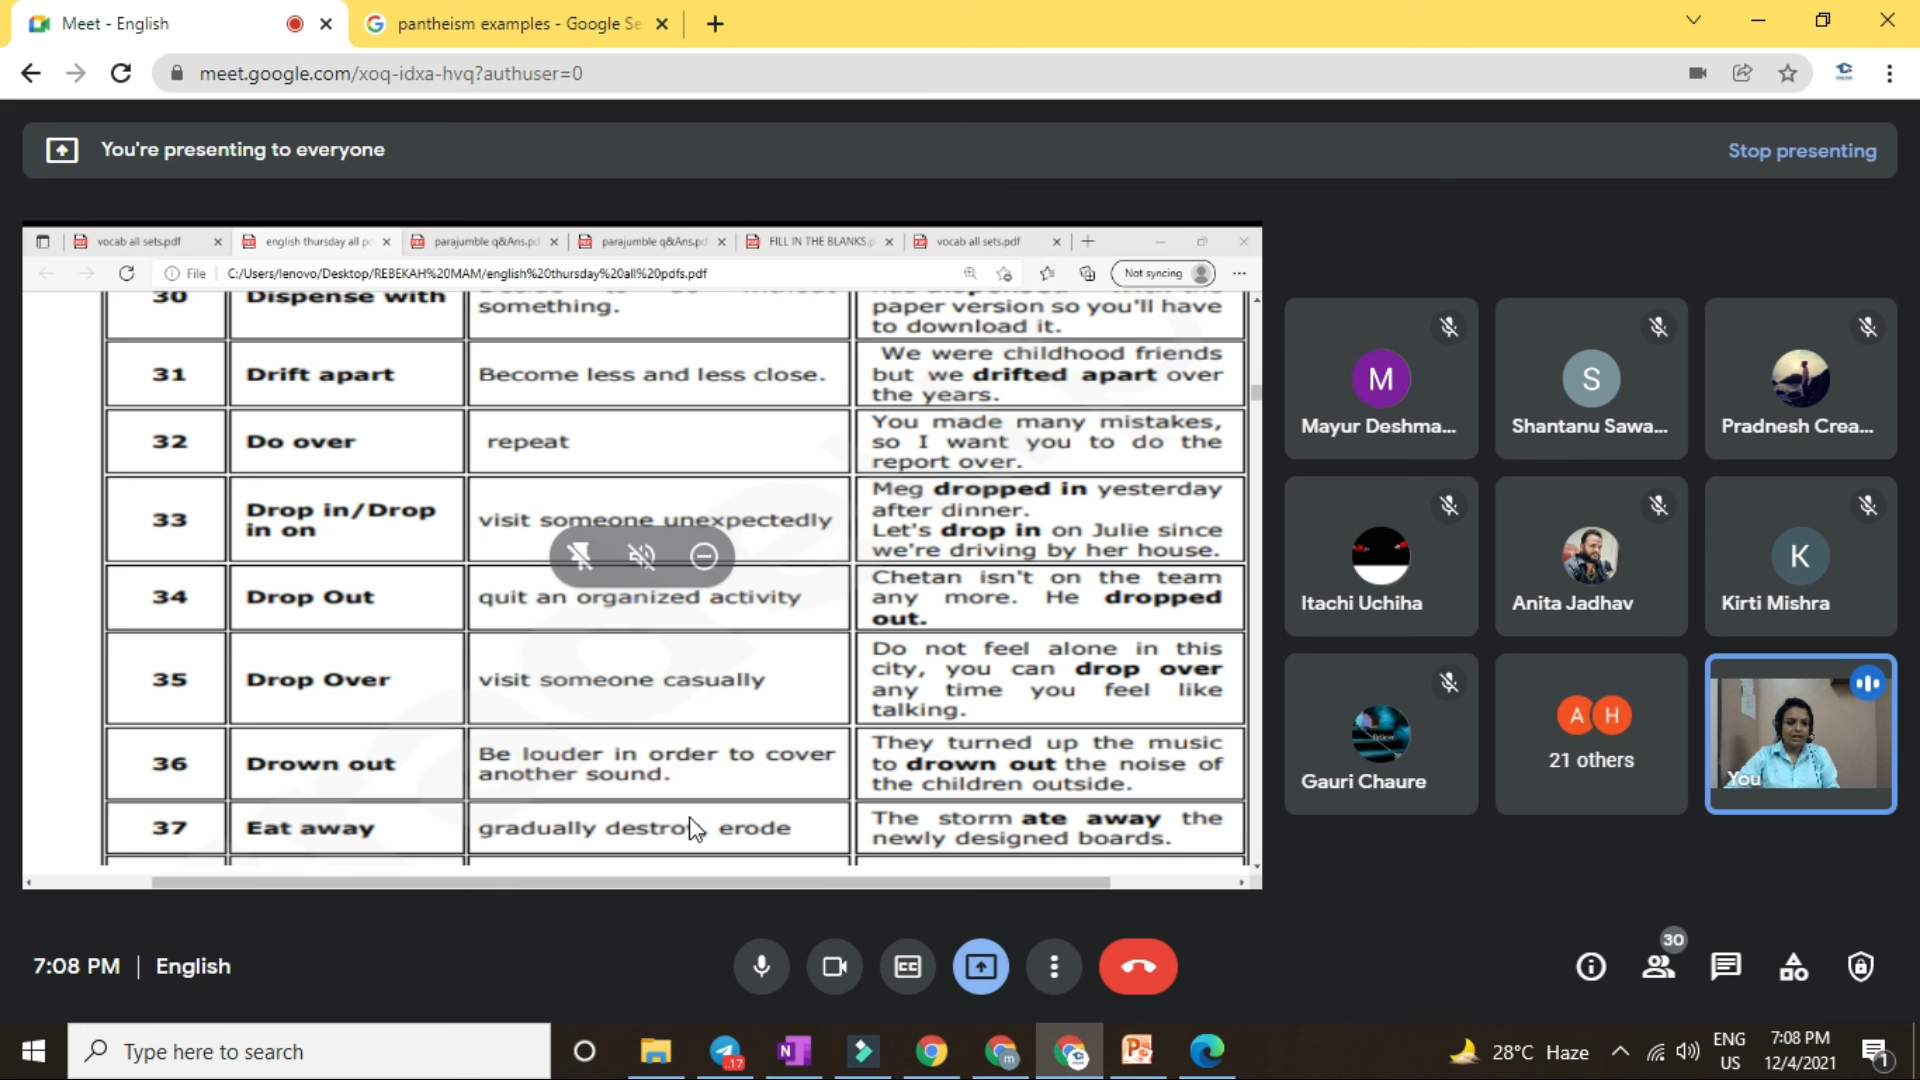 Meet - English
pantheism examples - Google Se
meet.google.com/xoq-idxa-hvq?authuser=0
You're presenting to everyone
Stop presenting
vocab all sets.pdf
english thursday all pd
parajumble q&Ans.pd
parajumble q&Ans.pd
FILL IN THE BLANKS.p
vocab all sets.pdf
File
C:/Users/lenovo/Desktop/REBEKAH%20MAM/english%20thursday%20all%20pdfs.pdf
Not syncing
30
Dispense with
something.
paper version so you'll have
to download it.
31
Drift apart
Become less and less close.
We were childhood friends
but we drifted apart over
the years.
32
Do over
repeat
You made many mistakes,
so I want you to do the
report over.
33
Drop in/Drop
in on
visit someone unexpectedly
Meg dropped in yesterday
after dinner.
Let's drop in on Julie since
we're driving by her house.
34
Drop Out
quit an organized activity
Chetan isn't on the team
any more. He dropped
out.
35
Drop Over
visit someone casually
Do not feel alone in this
city, you can drop over
any time you feel like
talking.
36
Drown out
Be louder in order to cover
another sound.
They turned up the music
to drown out the noise of
the children outside.
37
Eat away
gradually destroy erode
The storm ate away the
newly designed boards.
M
Mayur Deshma...
S
Shantanu Sawa...
Pradnesh Crea...
Itachi Uchiha
Anita Jadhav
K
Kirti Mishra
Gauri Chaure
A H
21 others
You
7:08 PM | English
30
Type here to search
17
28°C Haze
ENG
US
7:08 PM
12/4/2021
1